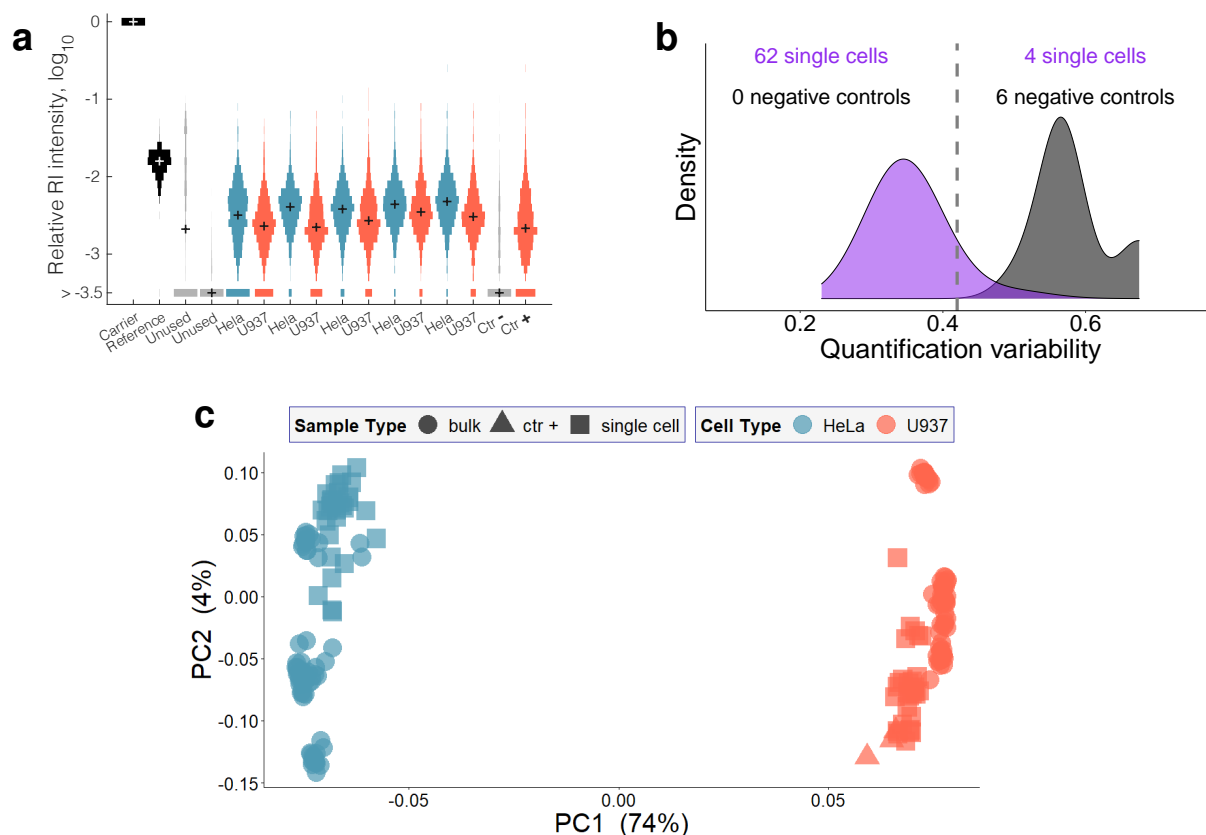 a
Relative RI intensity, log10
0
-1
-2
-3
> -3.5
Carrier
Reference
Unused
Unused
Hela
U937
Hela
U937
Hela
U937
Hela
U937
Hela
U937
Ctr -
Ctr +
b
62 single cells
4 single cells
0 negative controls
6 negative controls
Density
0.2
0.4
0.6
Quantification variability
c
Sample Type bulk ctr + single cell
Cell Type HeLa U937
PC2 (4%)
0.10
0.05
0.00
-0.05
-0.10
-0.15
-0.05
0.00
0.05
PC1 (74%)